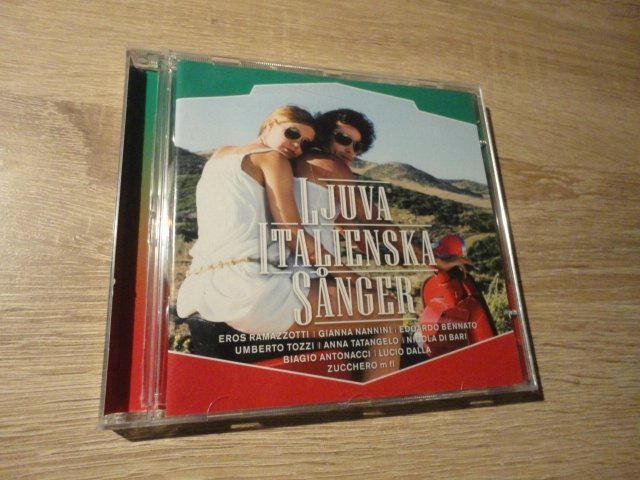 LJUVA
ITALIENSKA
SÅNGER
EROS RAMAZZOTTI | GIANNA NANNINI | EDOARDO BENNATO
UMBERTO TOZZI | ANNA TATANGELO | NICOLA DI BARI
BIAGIO ANTONACCI | LUCIO DALLA
ZUCCHERO m fl